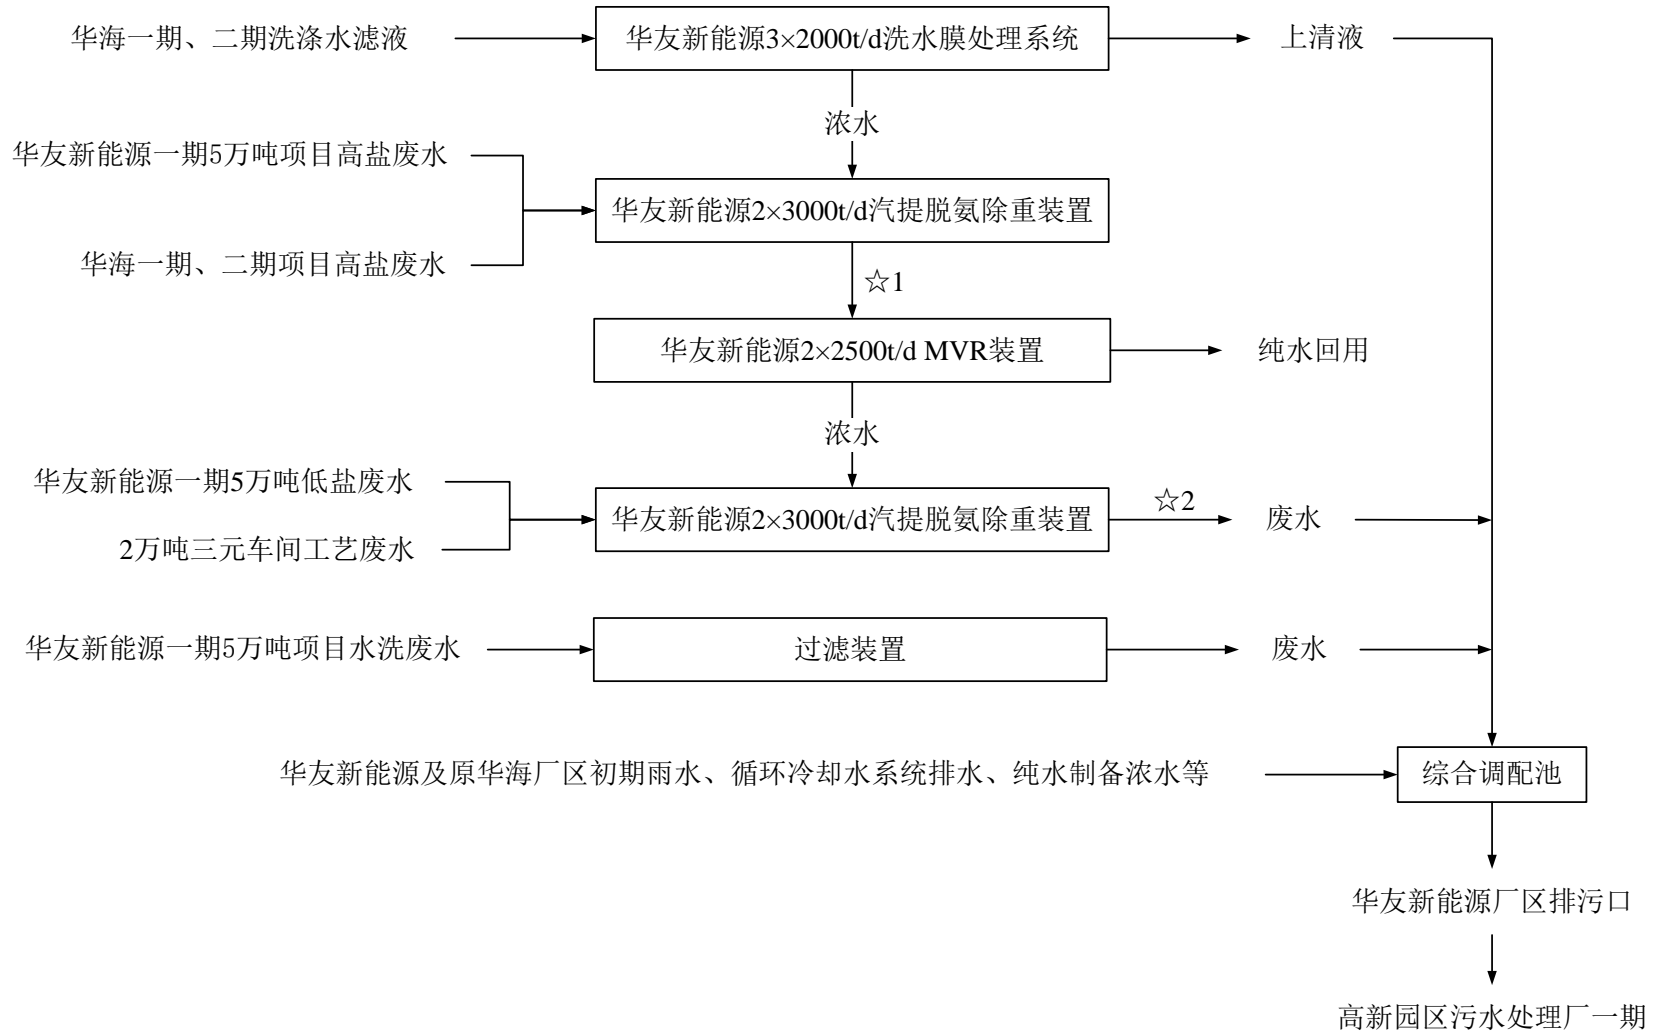 华海一期、二期洗涤水滤液
华友新能源3×2000t/d洗水膜处理系统
上清液
浓水
华友新能源一期5万吨项目高盐废水
华友新能源2×3000t/d汽提脱氨除重装置
华海一期、二期项目高盐废水
☆1
华友新能源2×2500t/d MVR装置
纯水回用
浓水
华友新能源一期5万吨低盐废水
2万吨三元车间工艺废水
华友新能源2×3000t/d汽提脱氨除重装置
☆2
废水
华友新能源一期5万吨项目水洗废水
过滤装置
废水
华友新能源及原华海厂区初期雨水、循环冷却水系统排水、纯水制备浓水等
综合调配池
华友新能源厂区排污口
高新园区污水处理厂一期